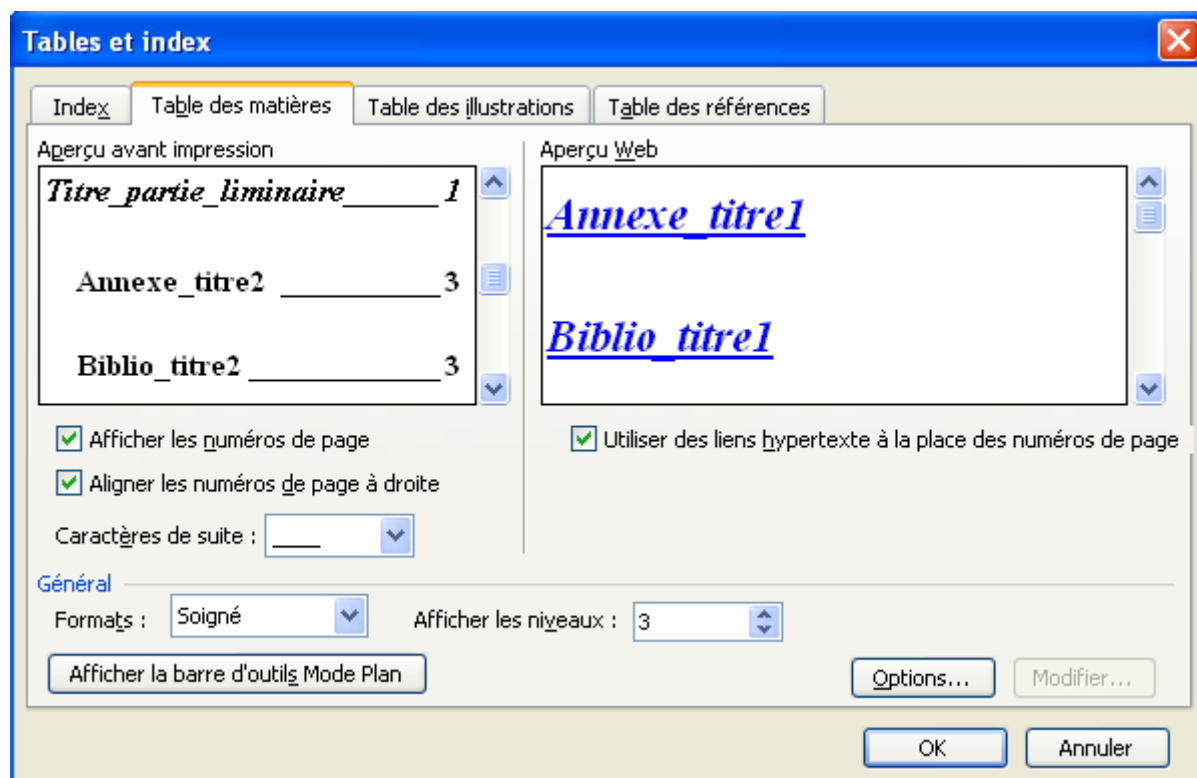 Tables et index
Index
Table des matières
Table des illustrations
Table des références
Aperçu avant impression
Titre_partie_liminaire______1
Annexe_titre2 ___________3
Biblio_titre2 _____________3
Afficher les numéros de page
Aligner les numéros de page à droite
Caractères de suite : ____
Aperçu Web
Annexe_titre1
Biblio_titre1
Utiliser des liens hypertexte à la place des numéros de page
Général
Formats : Soigné
Afficher les niveaux : 3
Afficher la barre d'outils Mode Plan
Options...
Modifier...
OK
Annuler